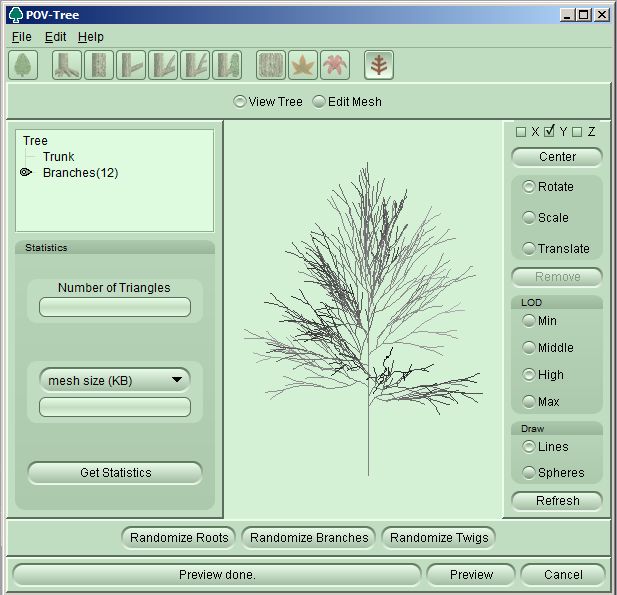 POV-Tree
File Edit Help
View Tree Edit Mesh
Tree
Trunk
Branches(12)
Statistics
Number of Triangles
mesh size (KB)
Get Statistics
X Y Z
Center
Rotate
Scale
Translate
Remove
LOD
Min
Middle
High
Max
Draw
Lines
Spheres
Refresh
Randomize Roots Randomize Branches Randomize Twigs
Preview done. Preview Cancel